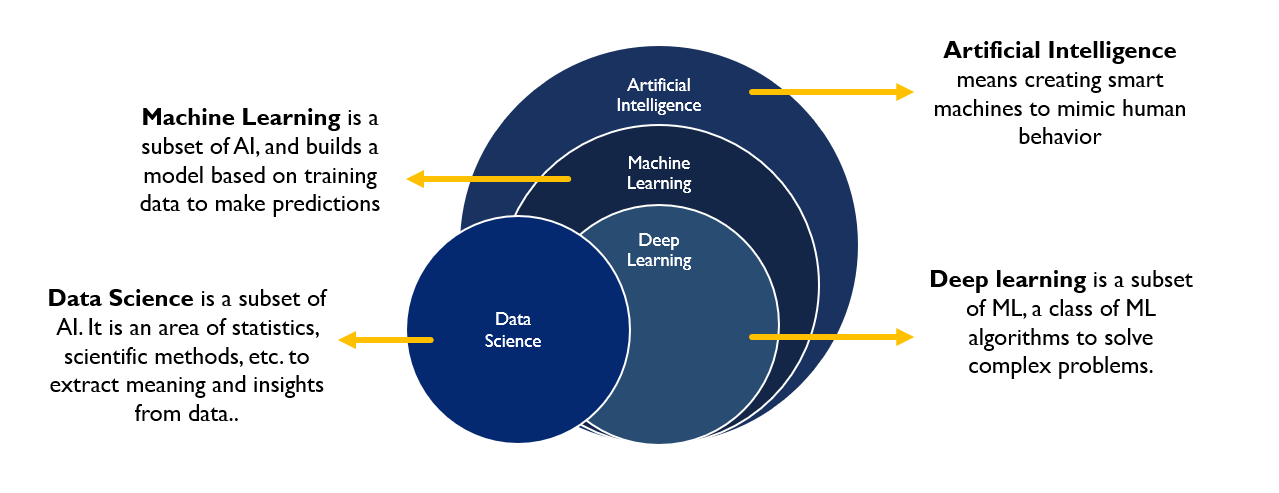 Artificial Intelligence
means creating smart
machines to mimic human
behavior
Machine Learning is a
subset of AI, and builds a
model based on training
data to make predictions
Artificial
Intelligence
Machine
Learning
Deep
Learning
Data
Science
Data Science is a subset of
AI. It is an area of statistics,
scientific methods, etc. to
extract meaning and insights
from data..
Deep learning is a subset
of ML, a class of ML
algorithms to solve
complex problems.